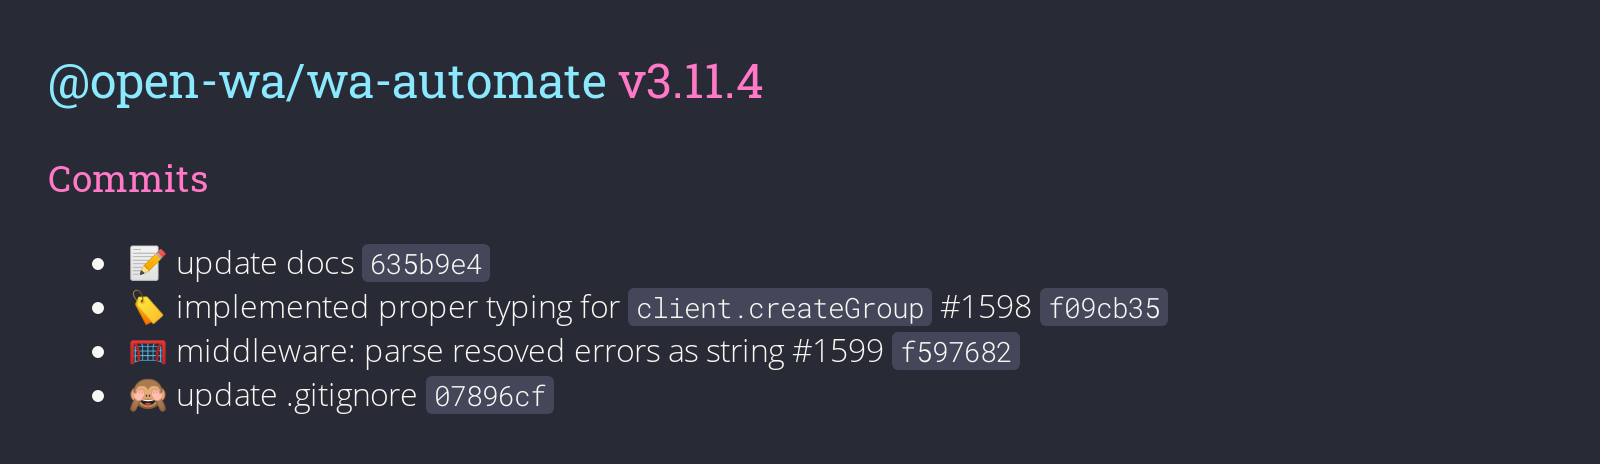 @open-wa/wa-automate v3.11.4
Commits
📝 update docs 635b9e4
🏷️ implemented proper typing for client.createGroup #1598 f09cb35
🥅 middleware: parse resoved errors as string #1599 f597682
🙈 update .gitignore 07896cf